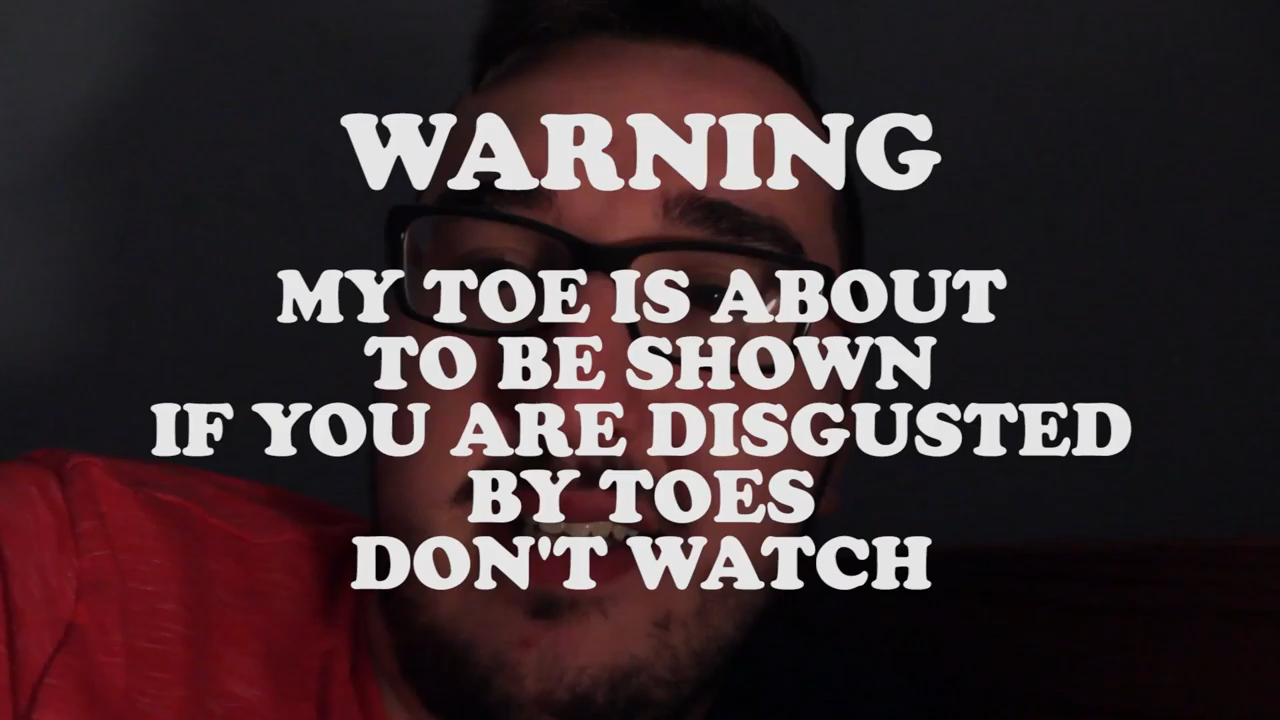 WARNING
MY TOE IS ABOUT
TO BE SHOWN
IF YOU ARE DISGUSTED
BY TOES
DON'T WATCH